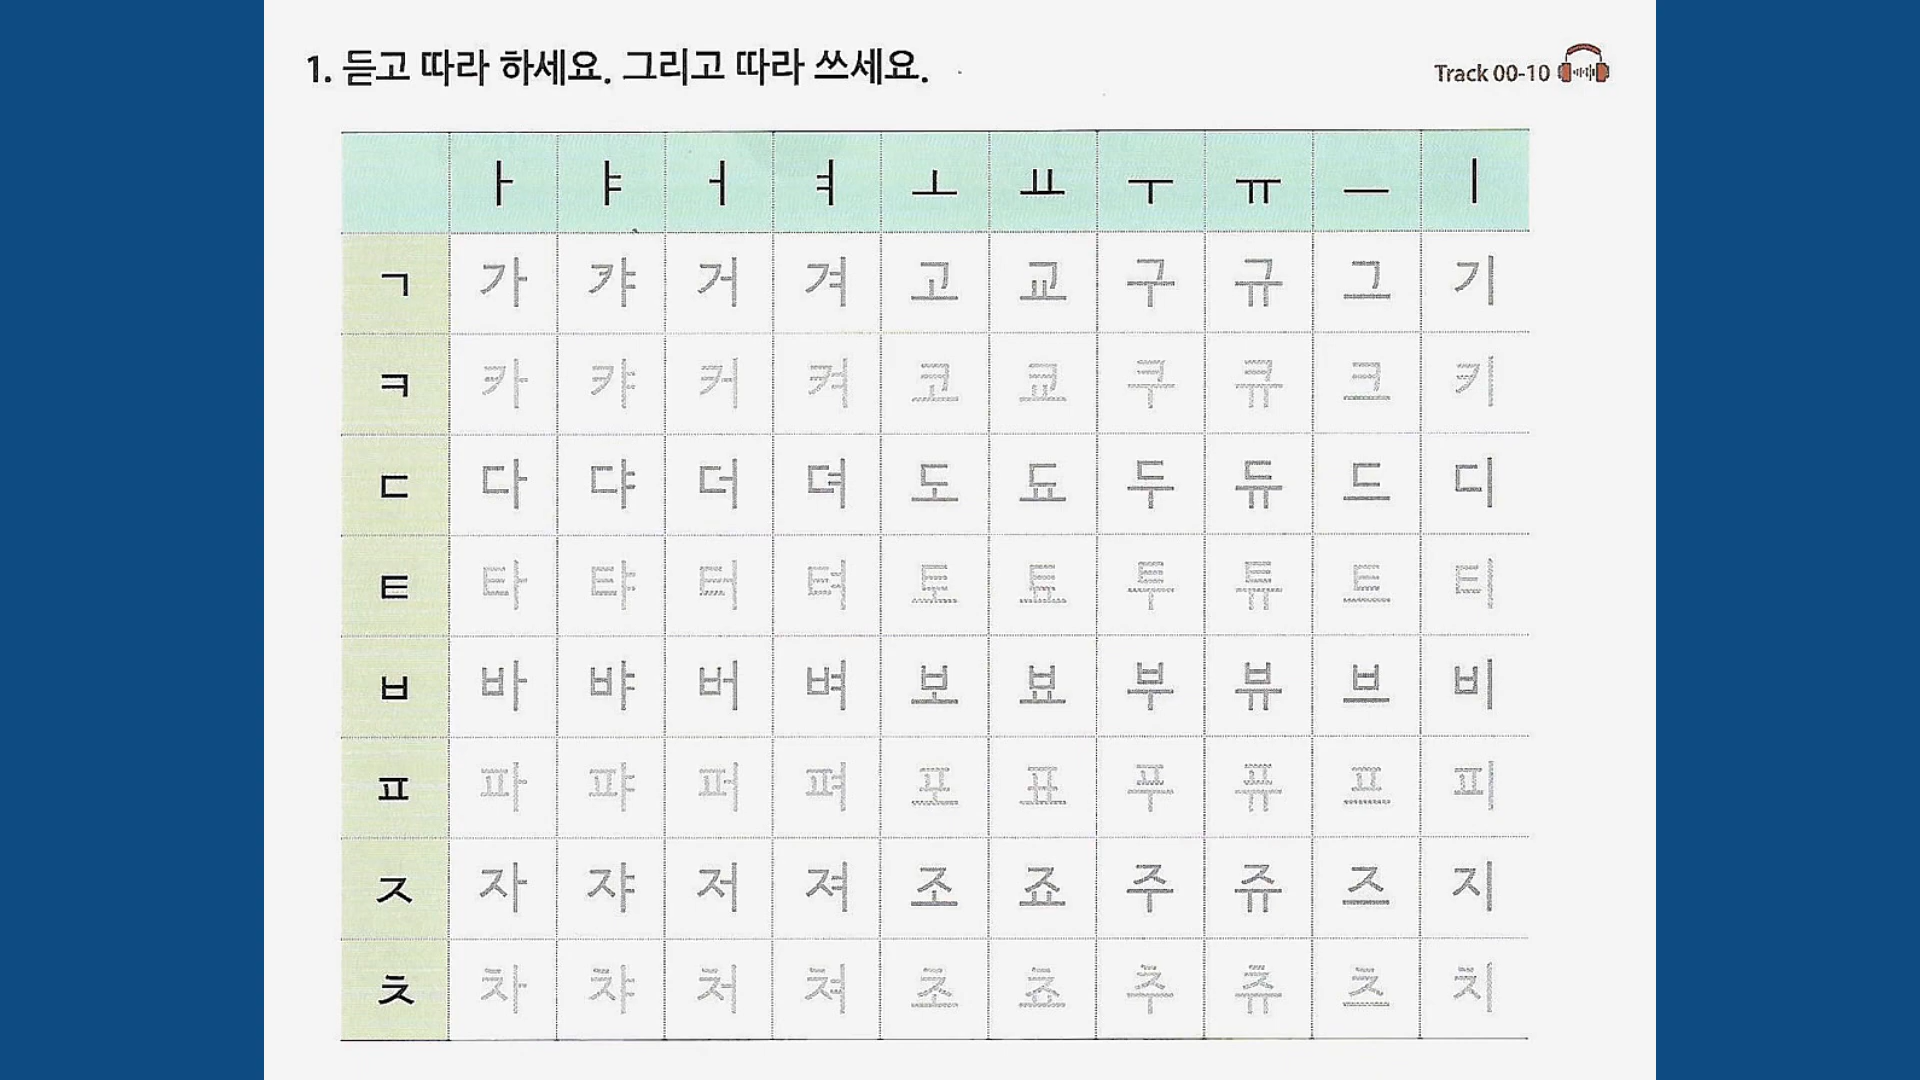 1. 듣고 따라 하세요. 그리고 따라 쓰세요.
Track 00-10
ㅏ ㅑ ㅓ ㅕ ㅗ ㅛ ㅜ ㅠ ㅡ ㅣ
ㄱ 가 갸 거 겨 고 교 구 규 그 기
ㅋ 카 캬 커 켜 코 쿄 쿠 큐 크 키
ㄷ 다 댜 더 뎌 도 됴 두 듀 드 디
ㅌ 타 탸 터 텨 토 툐 투 튜 트 티
ㅂ 바 뱌 버 벼 보 뵤 부 뷰 브 비
ㅍ 파 퍄 퍼 펴 포 표 푸 퓨 프 피
ㅈ 자 쟈 저 져 조 죠 주 쥬 즈 지
ㅊ 차 챠 처 쳐 초 쵸 추 츄 츠 치